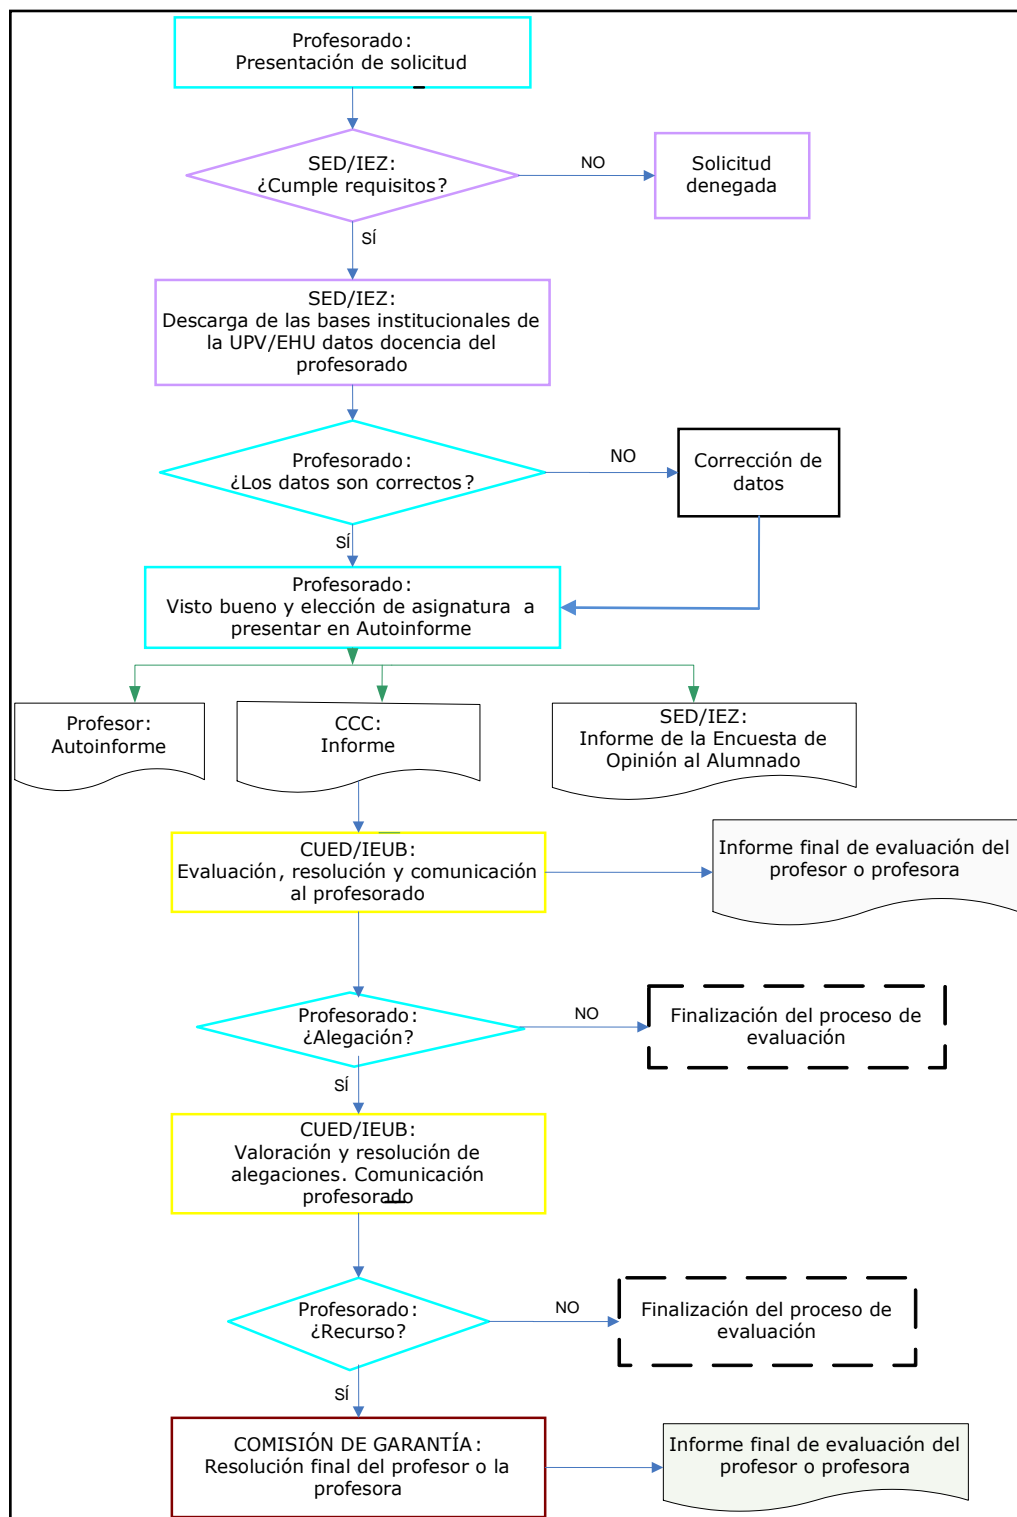 Profesorado:
Presentación de solicitud
SED/IEZ:
¿Cumple requisitos?
NO
Solicitud
denegada
SÍ
SED/IEZ:
Descarga de las bases institucionales de
la UPV/EHU datos docencia del
profesorado
Profesorado:
¿Los datos son correctos?
NO
Corrección de
datos
SÍ
Profesorado:
Visto bueno y elección de asignatura a
presentar en Autoinforme
Profesor:
Autoinforme
CCC:
Informe
SED/IEZ:
Informe de la Encuesta de
Opinión al Alumnado
CUED/IEUB:
Evaluación, resolución y comunicación
al profesorado
Informe final de evaluación del
profesor o profesora
Profesorado:
¿Alegación?
NO
Finalización del proceso de
evaluación
SÍ
CUED/IEUB:
Valoración y resolución de
alegaciones. Comunicación
profesorado
Profesorado:
¿Recurso?
NO
Finalización del proceso de
evaluación
SÍ
COMISIÓN DE GARANTÍA:
Resolución final del profesor o la
profesora
Informe final de evaluación del
profesor o profesora